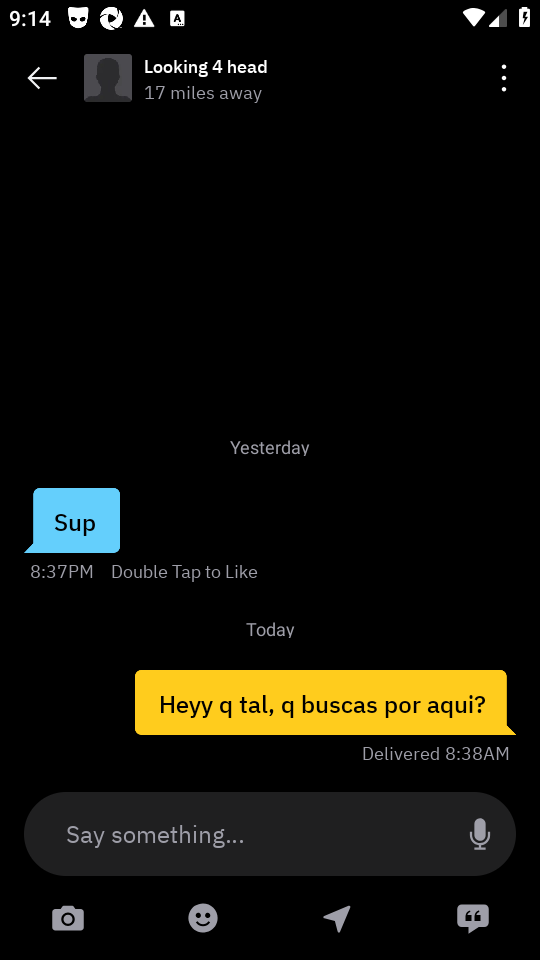 9:14
Looking 4 head
17 miles away
Yesterday
Sup
8:37PM Double Tap to Like
Today
Heyy q tal, q buscas por aqui?
Delivered 8:38AM
Say something...